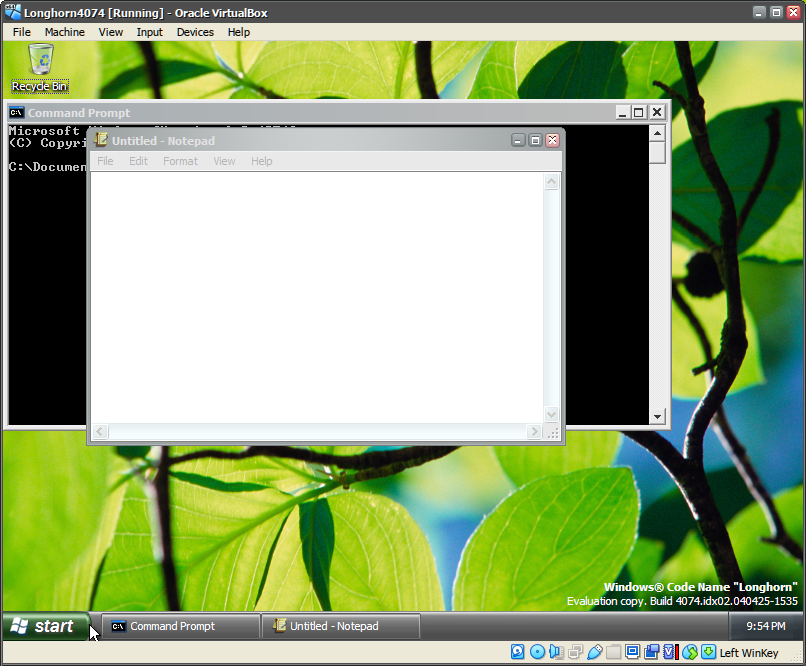 Longhorn4074 [Running] - Oracle VirtualBox
File Machine View Input Devices Help
Recycle Bin
Command Prompt
Microsoft
(C) Copyri
C:\Documen
Untitled - Notepad
File Edit Format View Help
Windows® Code Name "Longhorn"
Evaluation copy. Build 4074.idx02.040425-1535
start Command Prompt Untitled - Notepad 9:54 PM
Left WinKey